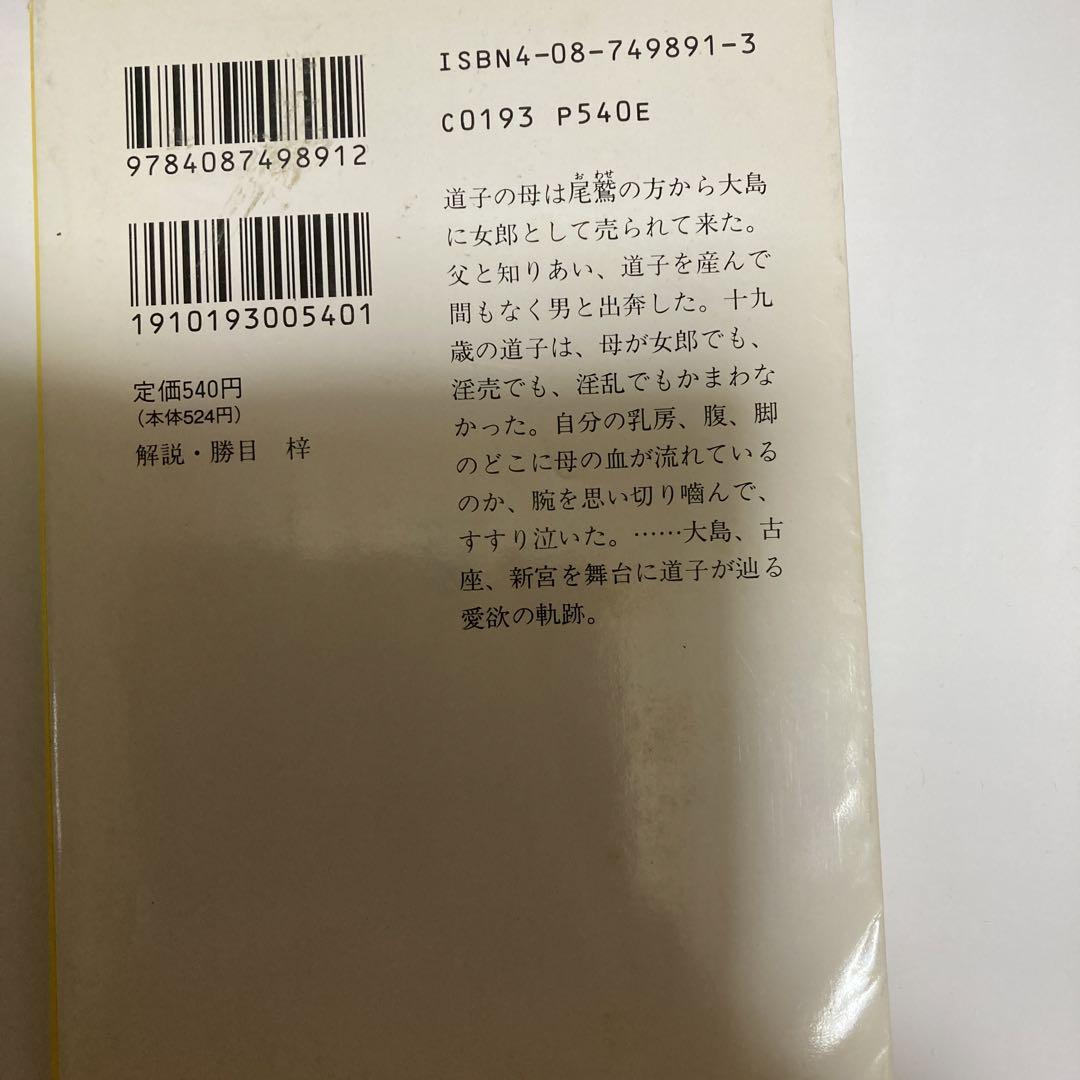 9784087498912
1910193005401
定価540円
（本体524円）
解説・勝目 梓
ISBN4-08-749891-3
C0193 P540E
おわせ
道子の母は尾鷲の方から大島
に女郎として売られて来た。
父と知りあい、道子を産んで
間もなく男と出奔した。十九
歳の道子は、母が女郎でも、
淫売でも、淫乱でもかまわな
かった。自分の乳房、腹、脚
のどこに母の血が流れている
のか、腕を思い切り嚙んで、
すすり泣いた。……大島、古
座、新宮を舞台に道子が辿る
愛欲の軌跡。